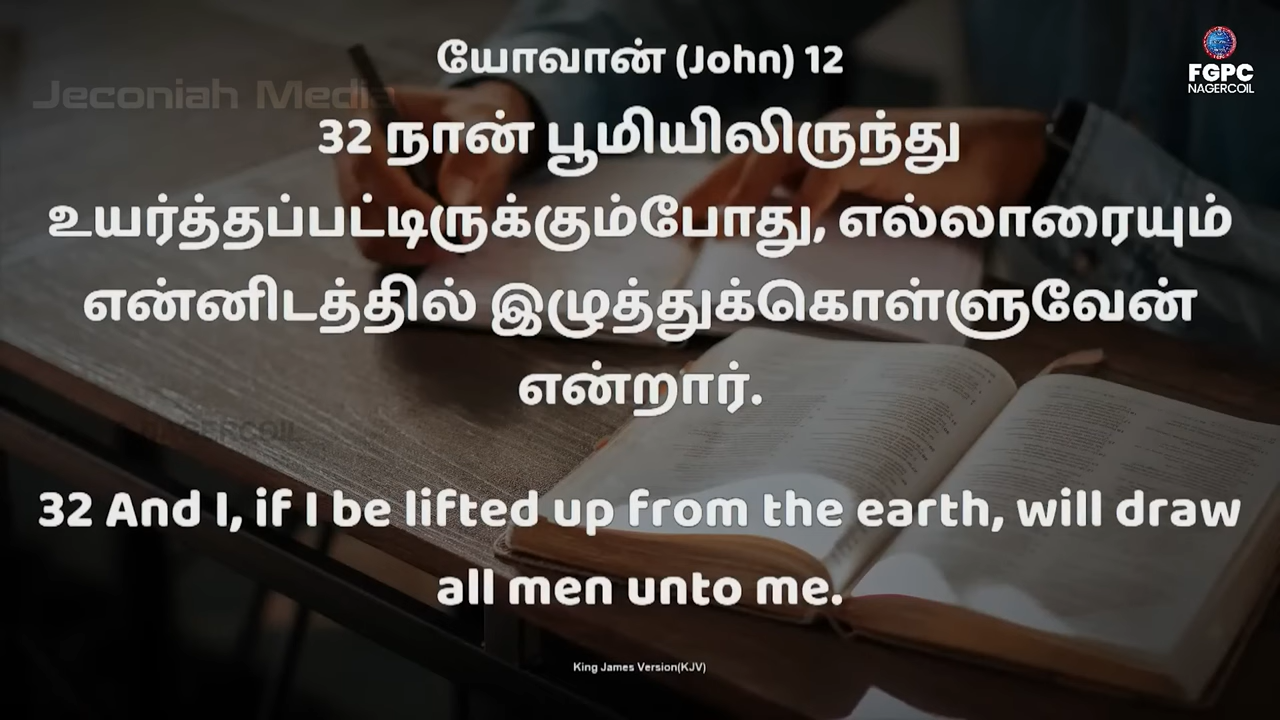 யோவான் (John) 12
FGPC
NAGERCOIL
Jeconiah Media
32 நான் பூமியிலிருந்து
உயர்த்தப்பட்டிருக்கும்போது, எல்லாரையும்
என்னிடத்தில் இழுத்துக்கொள்ளுவேன்
என்றார்.
NAGERCOIL
32 And I, if I be lifted up from the earth, will draw
all men unto me.
King James Version(KJV)